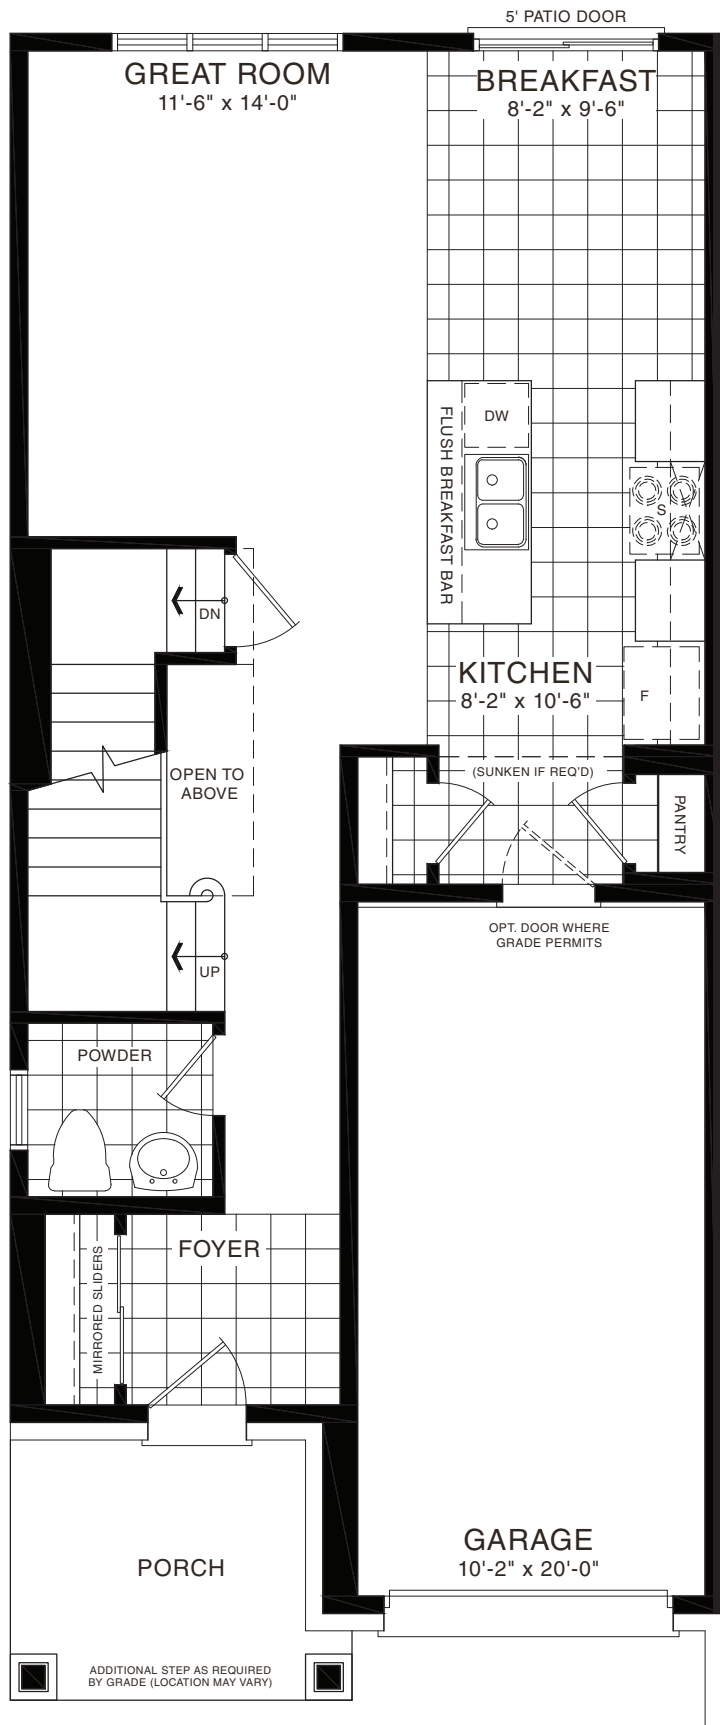 5' PATIO DOOR
GREAT ROOM
11'-6" x 14'-0"
BREAKFAST
8'-2" x 9'-6"
DW
FLUSH BREAKFAST BAR
S
DN
KITCHEN
8'-2" x 10'-6"
F
OPEN TO
ABOVE
(SUNKEN IF REQ'D)
PANTRY
OPT. DOOR WHERE
GRADE PERMITS
UP
POWDER
FOYER
MIRRORED SLIDERS
GARAGE
10'-2" x 20'-0"
PORCH
ADDITIONAL STEP AS REQUIRED
BY GRADE (LOCATION MAY VARY)